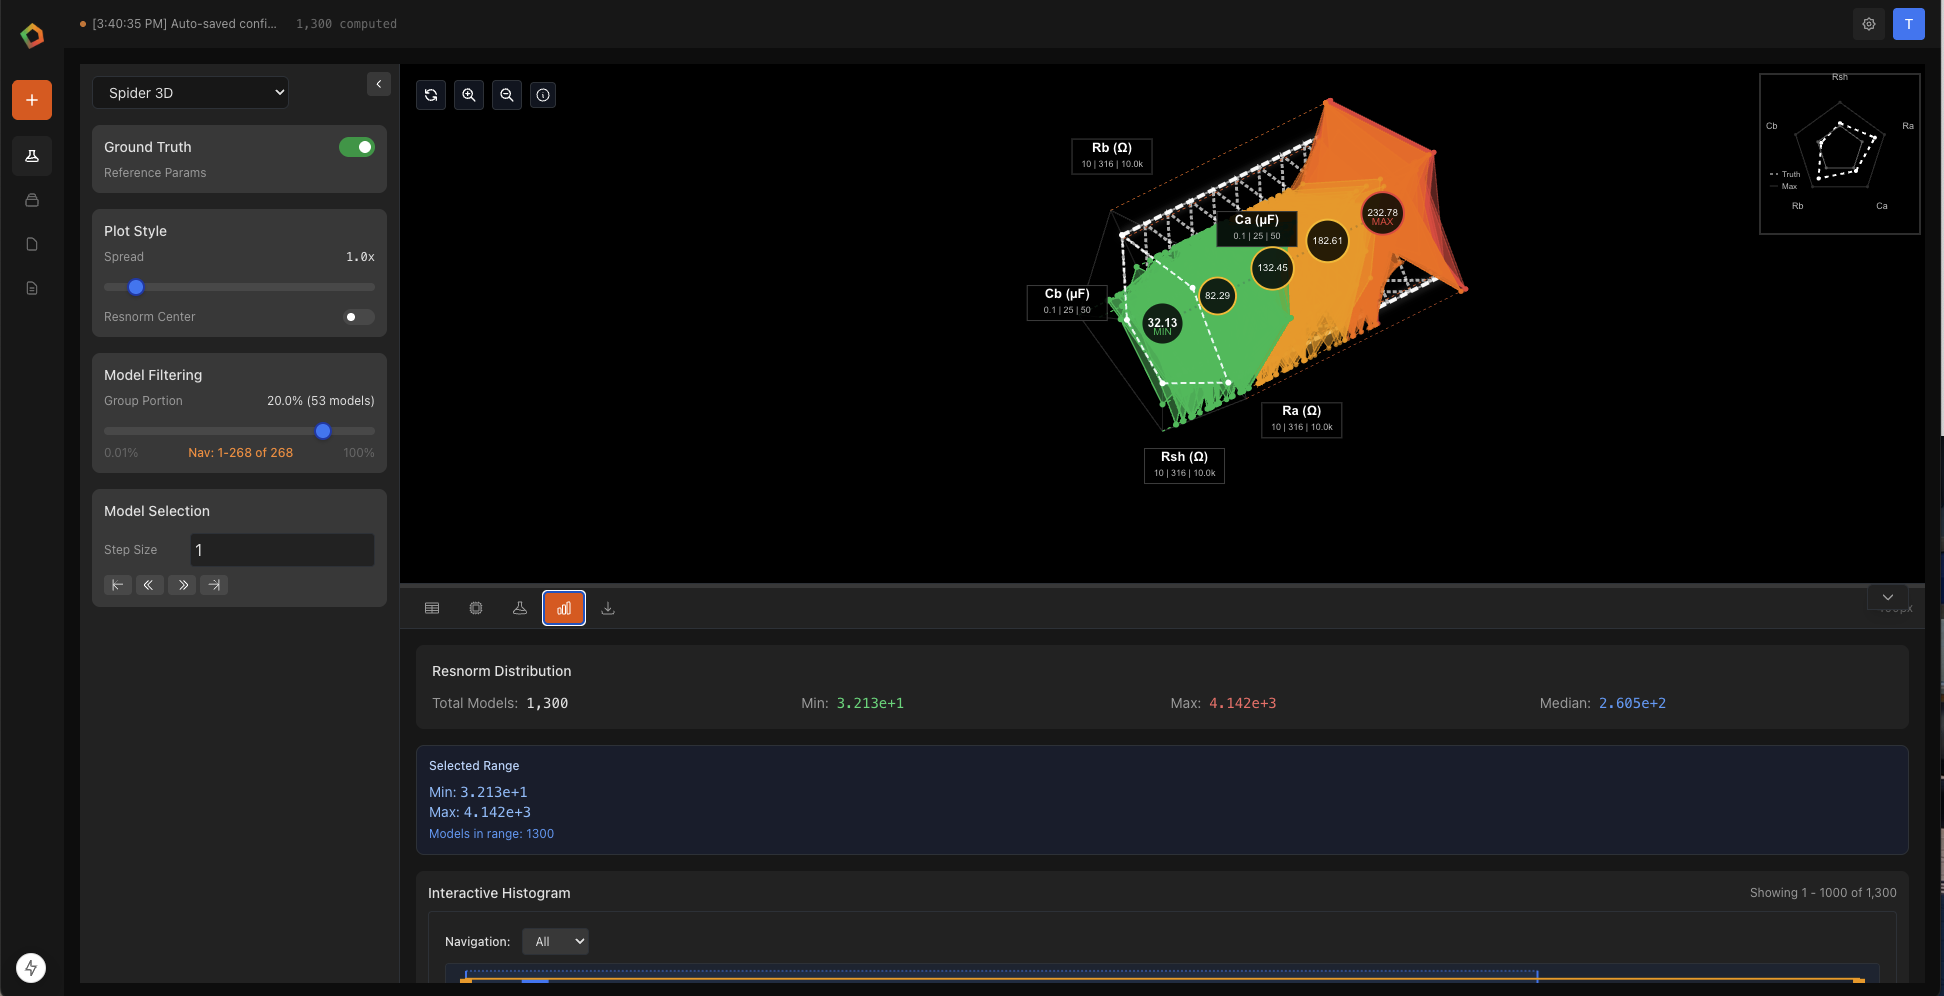 [3:40:35 PM] Auto-saved confi...
1,300 computed
T
Spider 3D
Ground Truth
Reference Params
Plot Style
Spread
1.0x
Resnorm Center
Model Filtering
Group Portion
20.0% (53 models)
0.01%
Nav: 1-268 of 268
100%
Model Selection
Step Size
1
Rb (Ω)
10 | 316 | 10.0k
Ca (µF)
0.1 | 25 | 50
Cb (µF)
0.1 | 25 | 50
Ra (Ω)
10 | 316 | 10.0k
Rsh (Ω)
10 | 316 | 10.0k
232.78
MAX
182.61
132.45
82.29
32.13
MIN
Rsh
Cb
Ra
Truth
Max
Rb
Ca
Resnorm Distribution
Total Models: 1,300
Min: 3.213e+1
Max: 4.142e+3
Median: 2.605e+2
Selected Range
Min: 3.213e+1
Max: 4.142e+3
Models in range: 1300
Interactive Histogram
Showing 1 - 1000 of 1,300
Navigation:
All